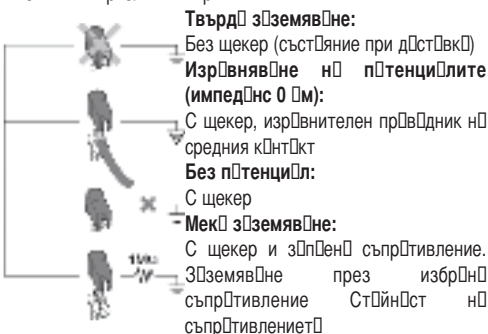 Твърд□ з□земяв□не:
Без щекер (съст□яние при д□ст□вк□)
Изр□вняв□не н□ п□тенци□лите
(импед□нс 0 □м):
С щекер, изр□внителен пр□в□дник н□
средния к□нт□кт
Без п□тенци□л:
С щекер
Мек□ з□земяв□не:
С щекер и з□п□ен□ съпр□тивление.
З□земяв□не през избр□н□
съпр□тивление Ст□йн□ст н□
съпр□тивлениет□